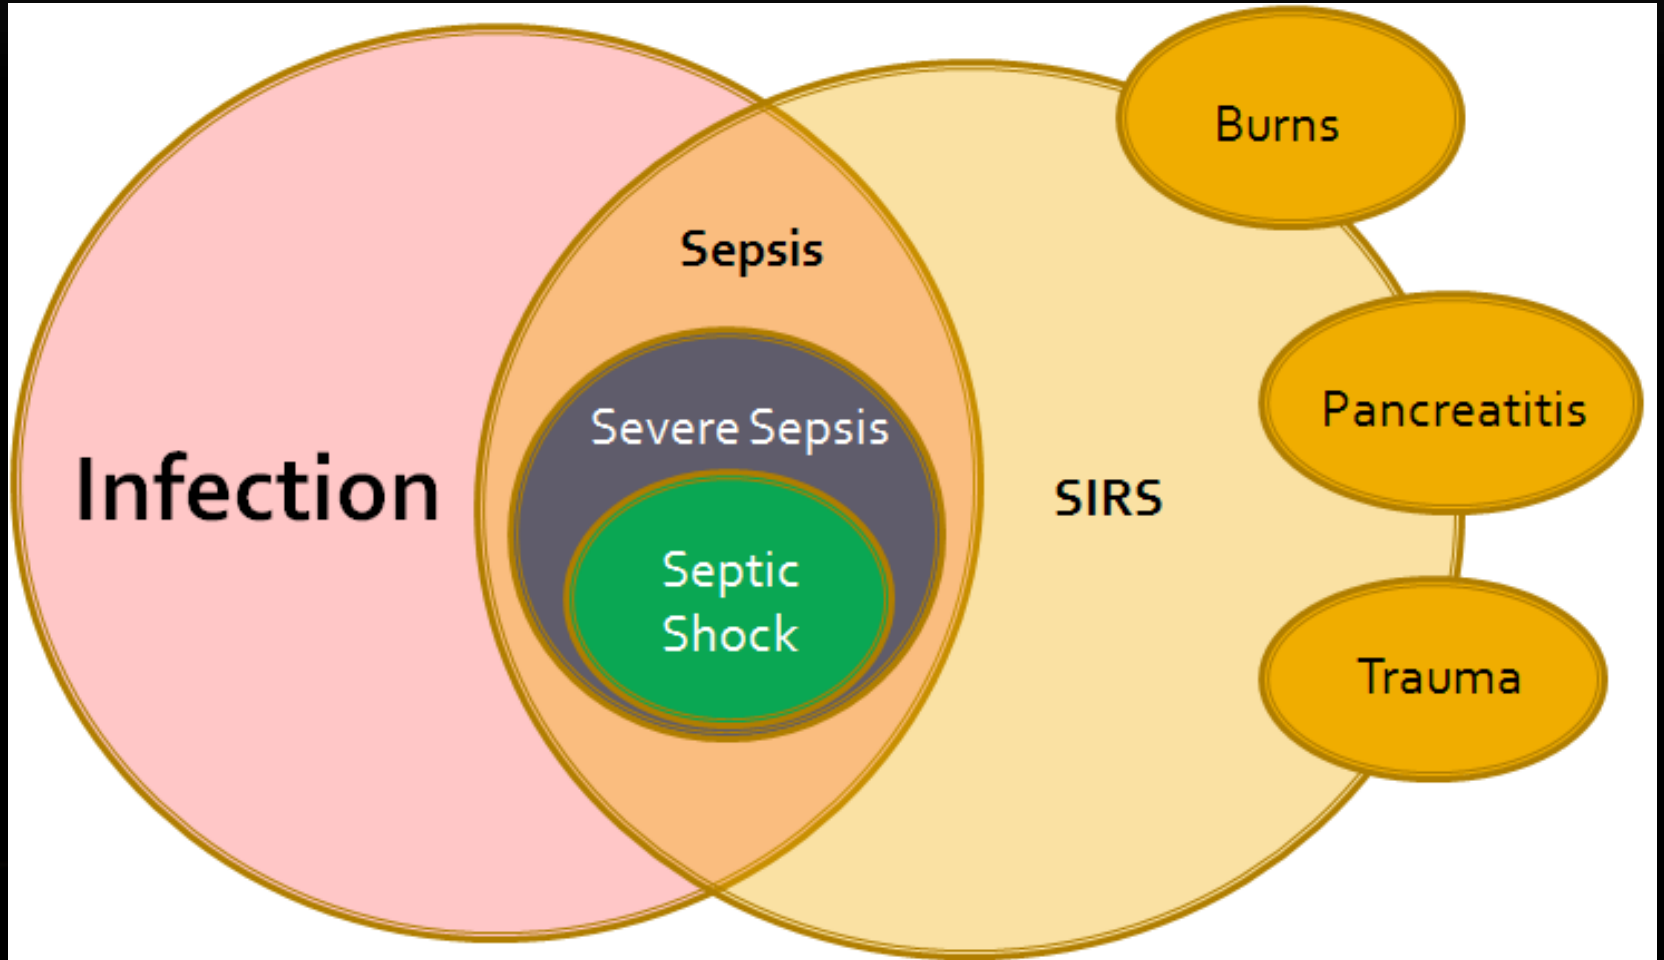 Infection
Sepsis
Severe Sepsis
Septic
Shock
SIRS
Burns
Pancreatitis
Trauma